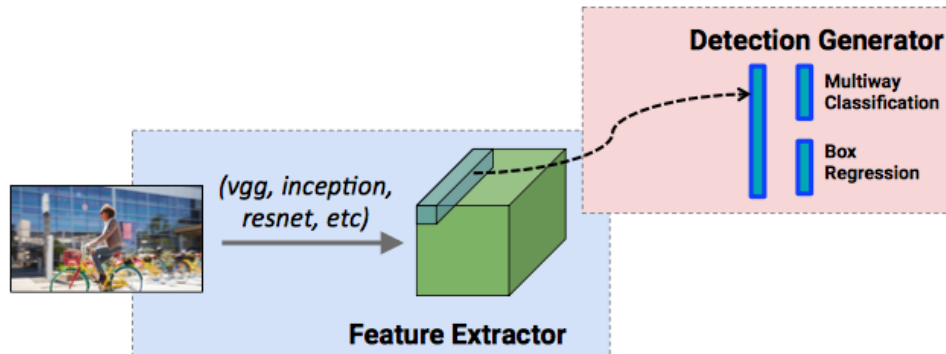 Detection Generator
Multiway
Classification
Box
Regression
(vgg, inception,
resnet, etc)
Feature Extractor